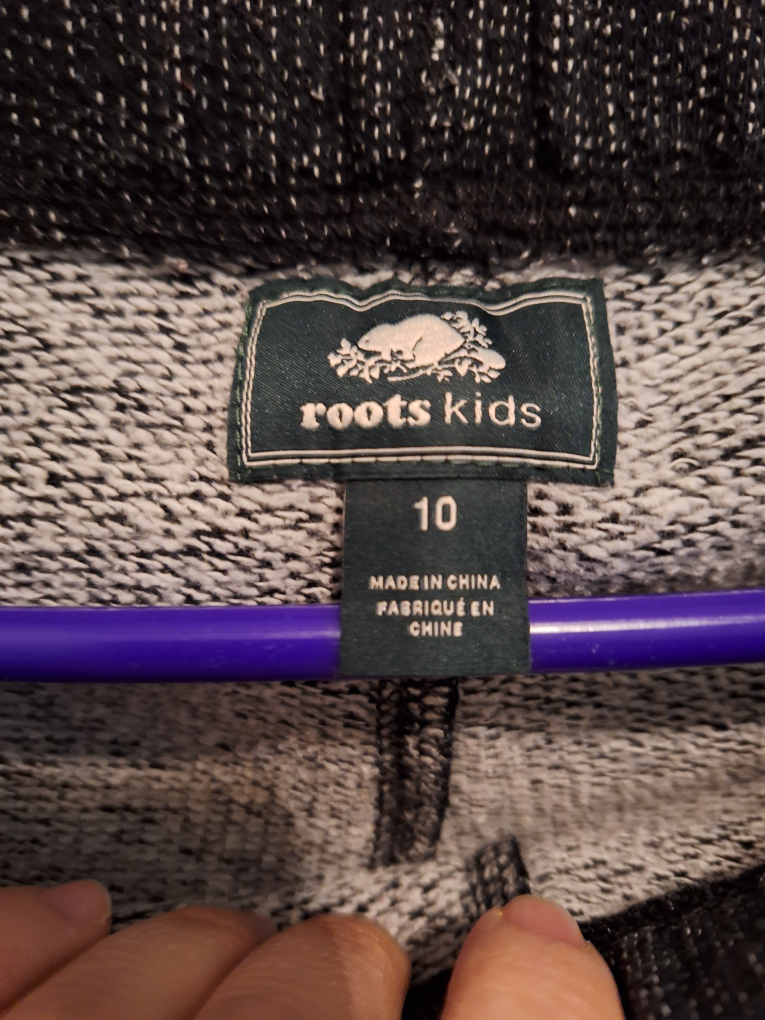 roots kids
10
MADE IN CHINA
FABRIQUÉ EN
CHINE